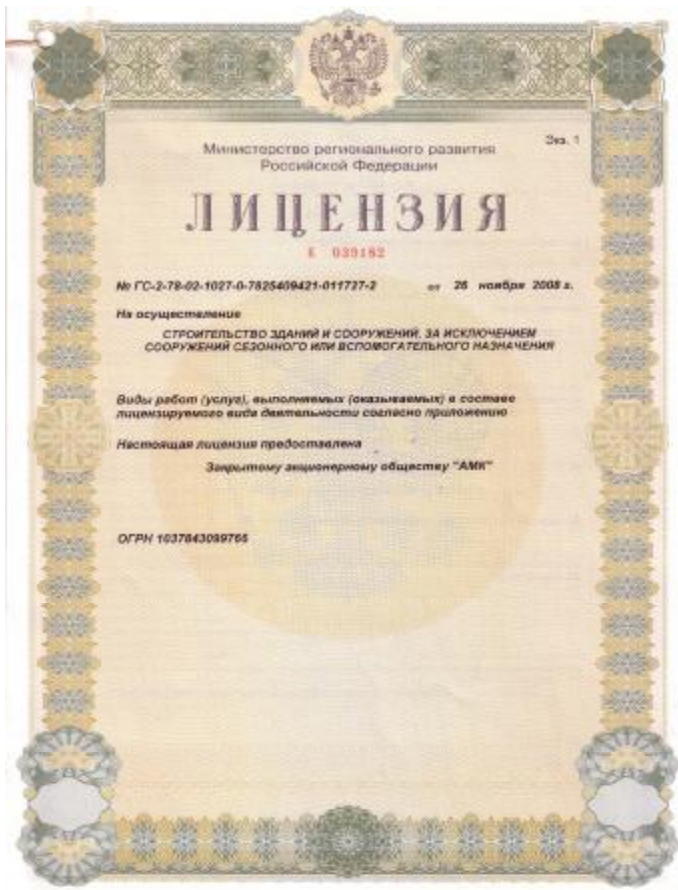 Экз. 1
Министерство регионального развития
Российской Федерации
ЛИЦЕНЗИЯ
Е 039162
№ ГС-2-78-02-1027-0-7825409421-011727-2 от 26 ноября 2008 г.
На осуществление
СТРОИТЕЛЬСТВО ЗДАНИЙ И СООРУЖЕНИЙ, ЗА ИСКЛЮЧЕНИЕМ
СООРУЖЕНИЙ СЕЗОННОГО ИЛИ ВСПОМОГАТЕЛЬНОГО НАЗНАЧЕНИЯ
Виды работ (услуг), выполняемых (оказываемых) в составе
лицензируемого вида деятельности согласно приложению
Настоящая лицензия предоставлена
Закрытому акционерному обществу "АМК"
ОГРН 1037843099766